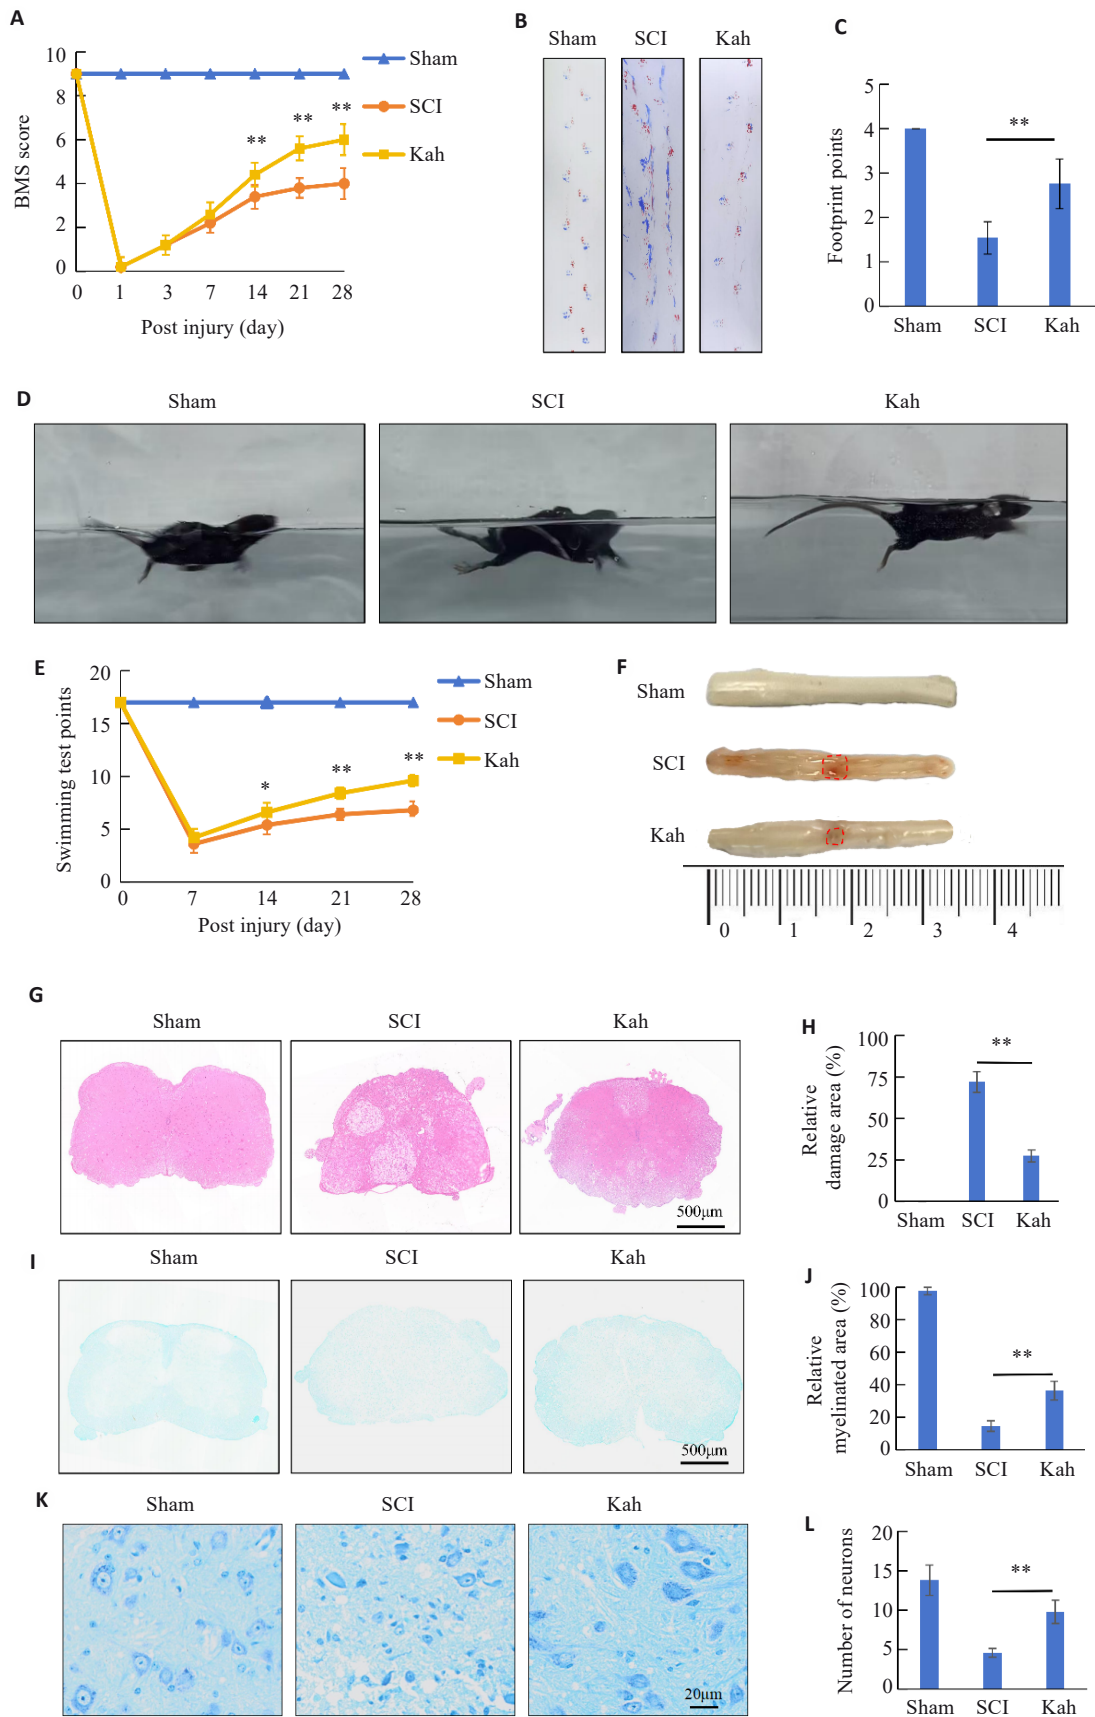 A
BMS score
10
8
6
4
2
0
0 1 3 7 14 21 28
Post injury (day)
** ** **
Sham
SCI
Kah
B
Sham SCI Kah
C
Footprint points
5
4
3
2
1
0
**
Sham SCI Kah
D
Sham SCI Kah
E
Swimming test points
20
15
10
5
0
* ** **
0 7 14 21 28
Post injury (day)
Sham
SCI
Kah
F
Sham
SCI
Kah
0 1 2 3 4
G
Sham SCI Kah
500μm
H
Relative
damage area (%)
100
75
50
25
0
**
Sham SCI Kah
I
Sham SCI Kah
500μm
J
Relative
myelinated area (%)
100
80
60
40
20
0
**
Sham SCI Kah
K
Sham SCI Kah
20μm
L
Number of neurons
20
15
10
5
0
**
Sham SCI Kah